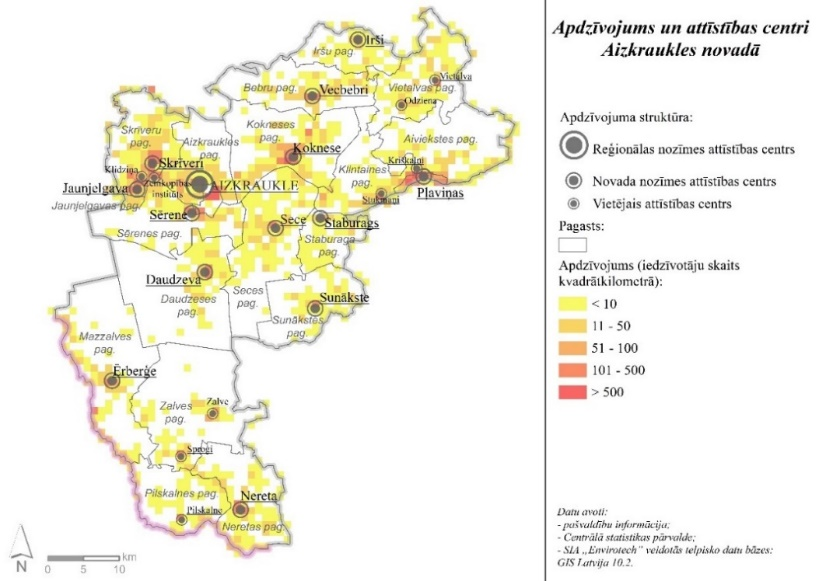 Apdzīvojums un attīstības centri
Aizkraukles novadā
Apdzīvojuma struktūra:
Reģionālas nozīmes attīstības centrs
Novada nozīmes attīstības centrs
Vietējais attīstības centrs
Pagasts:
Apdzīvojums (iedzīvotāju skaits
kvadrātkilometrā):
< 10
11 - 50
51 - 100
101 - 500
> 500
Datu avoti:
- pašvaldību informācija;
- Centrālā statistikas pārvalde;
- SIA „Envirotech" veidotās telpisko datu bāzes:
GIS Latvija 10.2.
Irši
Iršu pag.
Vietalva
Bebru pag.
Vecbebri
Vietalvas pag.
Odziena
Skrīveru
pag.
Kokneses
pag.
Aizkraukles
pag.
Aiviekstes pag.
Koknese
Skrīveri
Kriškalni
Klintaines
pag.
Klidziņa
Zemkopības
institūts
Pļaviņas
AIZKRAUKLE
Jaunjelgava
Stukmaņi
Jaunjelgavas pag.
Sērene
Sece
Staburags
Sērenes pag.
Staburaga
pag.
Daudzeva
Daudzeses
pag.
Seces
pag.
Sunākste
Sunākstes
pag.
Mazzalves
pag.
Ērberģe
Zalve
Zalves
pag.
Sproģi
Pilskalnes pag.
Nereta
Pilskalne
Neretas pag.
N
0 5 10 km